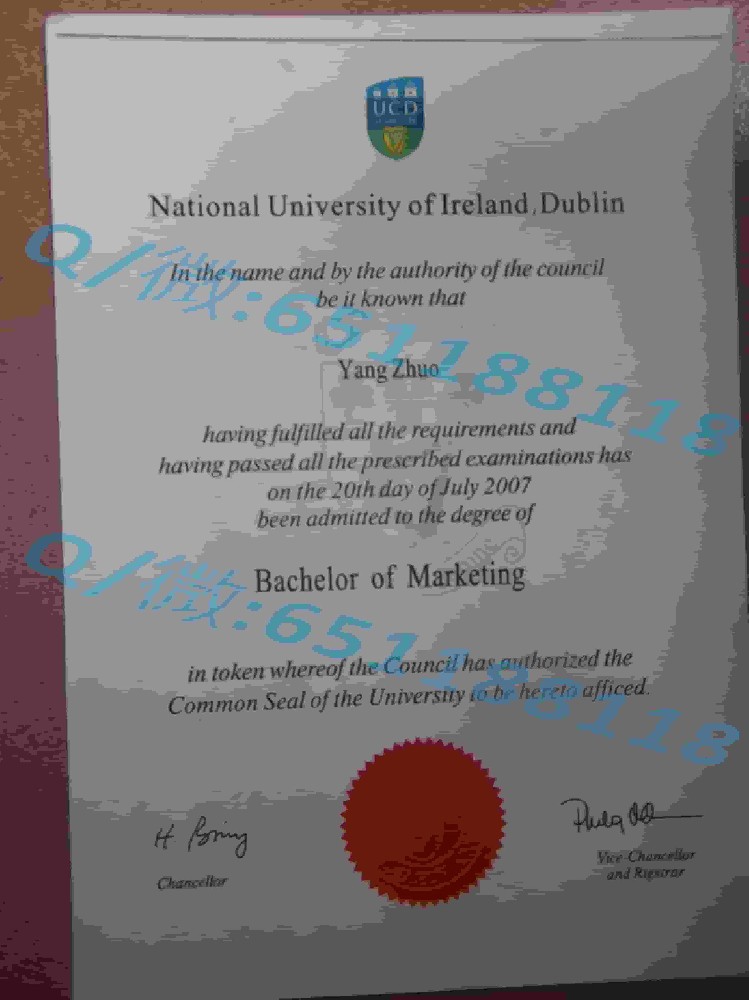 UCD
National University of Ireland, Dublin
In the name and by the authority of the council
be it known that
Yang Zhuo
having fulfilled all the requirements and
having passed all the prescribed examinations has
on the 20th day of July 2007
been admitted to the degree of
Bachelor of Marketing
in token whereof the Council has authorized the
Common Seal of the University to be hereto afficed.
Chancellor
Vice-Chancellor
and Rigstrar
Q/微:651188118
Q/微:651188118